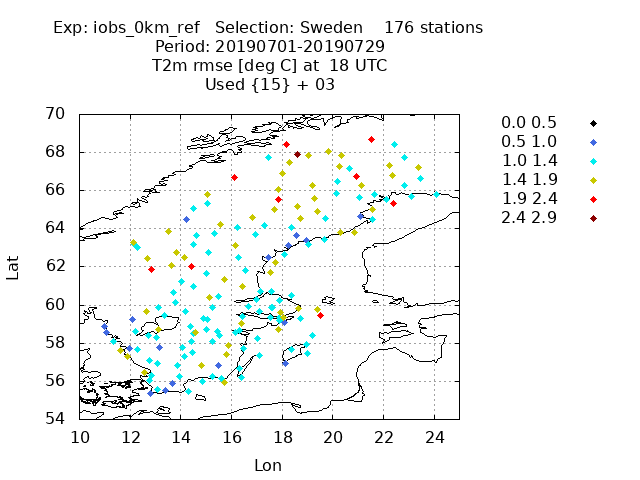 Exp: iobs_0km_ref   Selection: Sweden    176 stations
Period: 20190701-20190729
T2m rmse [deg C] at  18 UTC
Used {15} + 03
70
68
66
64
62
60
58
56
54
10 12 14 16 18 20 22 24
Lat
Lon
0.0 0.5
0.5 1.0
1.0 1.4
1.4 1.9
1.9 2.4
2.4 2.9